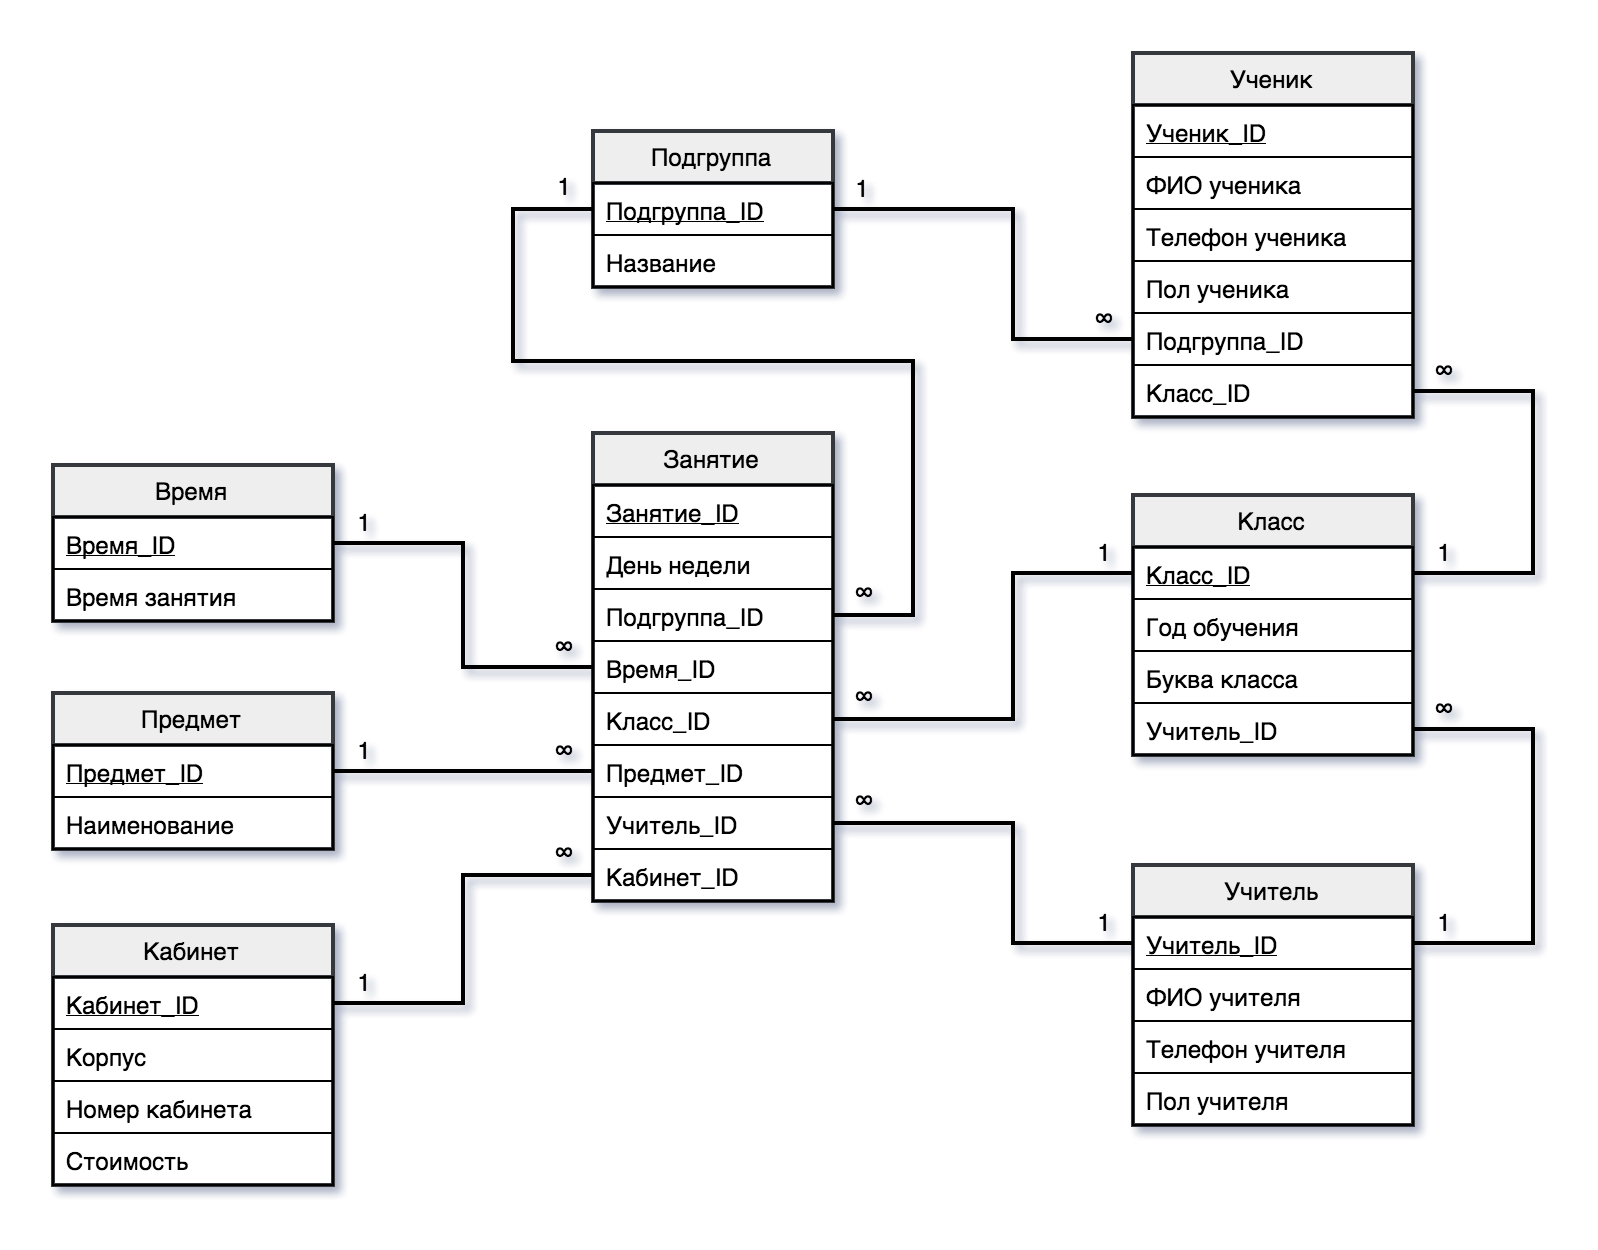 Ученик
Ученик_ID
ФИО ученика
Телефон ученика
Пол ученика
∞
Подгруппа_ID
∞
Класс_ID
Подгруппа
1
1
Подгруппа_ID
Название
Занятие
Занятие_ID
День недели
∞
Подгруппа_ID
∞
Время_ID
∞
Класс_ID
∞
Предмет_ID
∞
Учитель_ID
∞
Кабинет_ID
Время
1
Время_ID
Время занятия
Предмет
1
Предмет_ID
Наименование
Кабинет
1
Кабинет_ID
Корпус
Номер кабинета
Стоимость
Класс
1
1
Класс_ID
Год обучения
Буква класса
∞
Учитель_ID
Учитель
1
1
Учитель_ID
ФИО учителя
Телефон учителя
Пол учителя